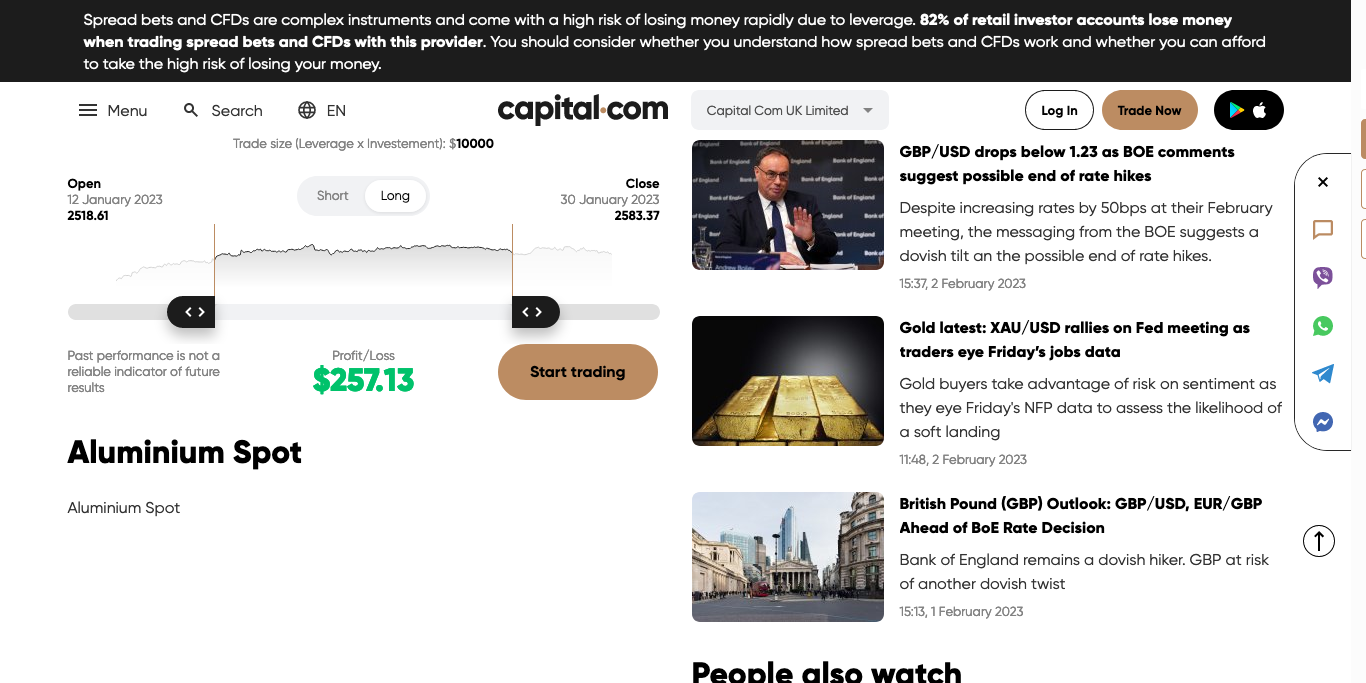 Spread bets and CFDs are complex instruments and come with a high risk of losing money rapidly due to leverage. 82% of retail investor accounts lose money
when trading spread bets and CFDs with this provider. You should consider whether you understand how spread bets and CFDs work and whether you can afford
to take the high risk of losing your money.
Menu
Search
EN
capital.com
Capital Com UK Limited
Log In
Trade Now
Trade size (Leverage x Investement): $10000
Open
12 January 2023
2518.61
Short
Long
Close
30 January 2023
2583.37
Past performance is not a
reliable indicator of future
results
Profit/Loss
$257.13
Start trading
Aluminium Spot
Aluminium Spot
Bank of England
Andrew Bailey
GBP/USD drops below 1.23 as BOE comments
suggest possible end of rate hikes
Despite increasing rates by 50bps at their February
meeting, the messaging from the BOE suggests a
dovish tilt an the possible end of rate hikes.
15:37, 2 February 2023
Gold latest: XAU/USD rallies on Fed meeting as
traders eye Friday’s jobs data
Gold buyers take advantage of risk on sentiment as
they eye Friday's NFP data to assess the likelihood of
a soft landing
11:48, 2 February 2023
British Pound (GBP) Outlook: GBP/USD, EUR/GBP
Ahead of BoE Rate Decision
Bank of England remains a dovish hiker. GBP at risk
of another dovish twist
15:13, 1 February 2023
People also watch